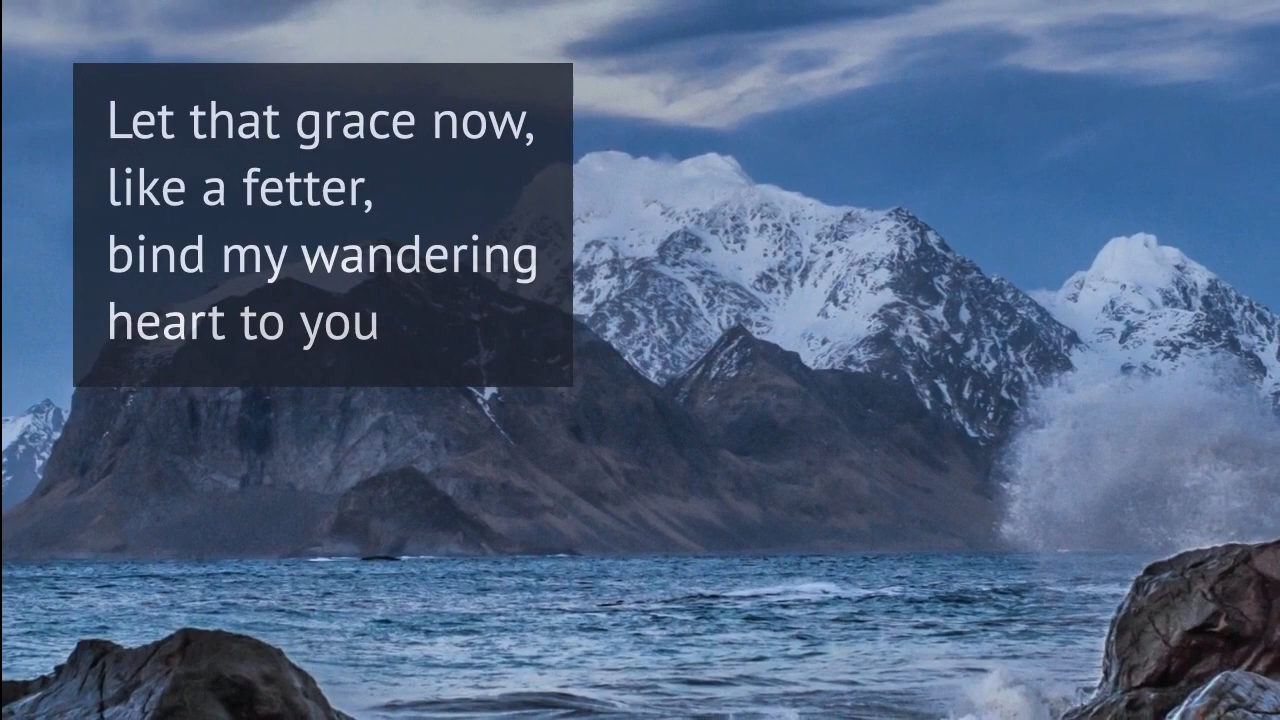 Let that grace now,
like a fetter,
bind my wandering
heart to you